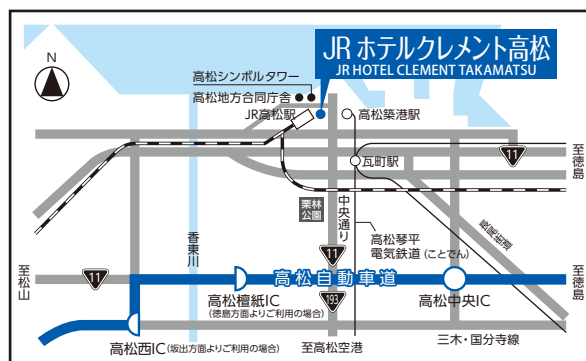 JRホテルクレメント高松
JR HOTEL CLEMENT TAKAMATSU
N
高松シンボルタワー
高松地方合同庁舎
JR高松駅
高松築港駅
至徳島
11
瓦町駅
栗林
公園
中央通り
長尾街道
香東川
高松琴平
電気鉄道(ことでん)
11
至松山
11
高松自動車道
至徳島
高松檀紙IC
(徳島方面よりご利用の場合)
193
高松中央IC
高松西IC(坂出方面よりご利用の場合)
至高松空港
三木・国分寺線